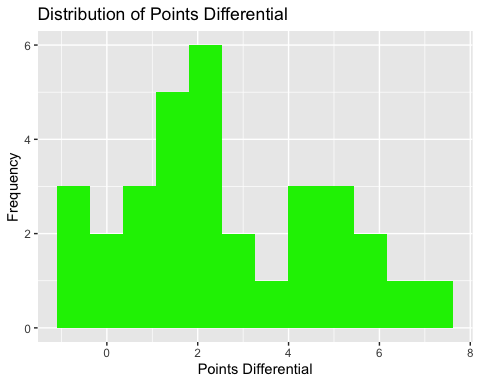 Distribution of Points Differential
6
4
2
0
Frequency
0 2 4 6 8
Points Differential